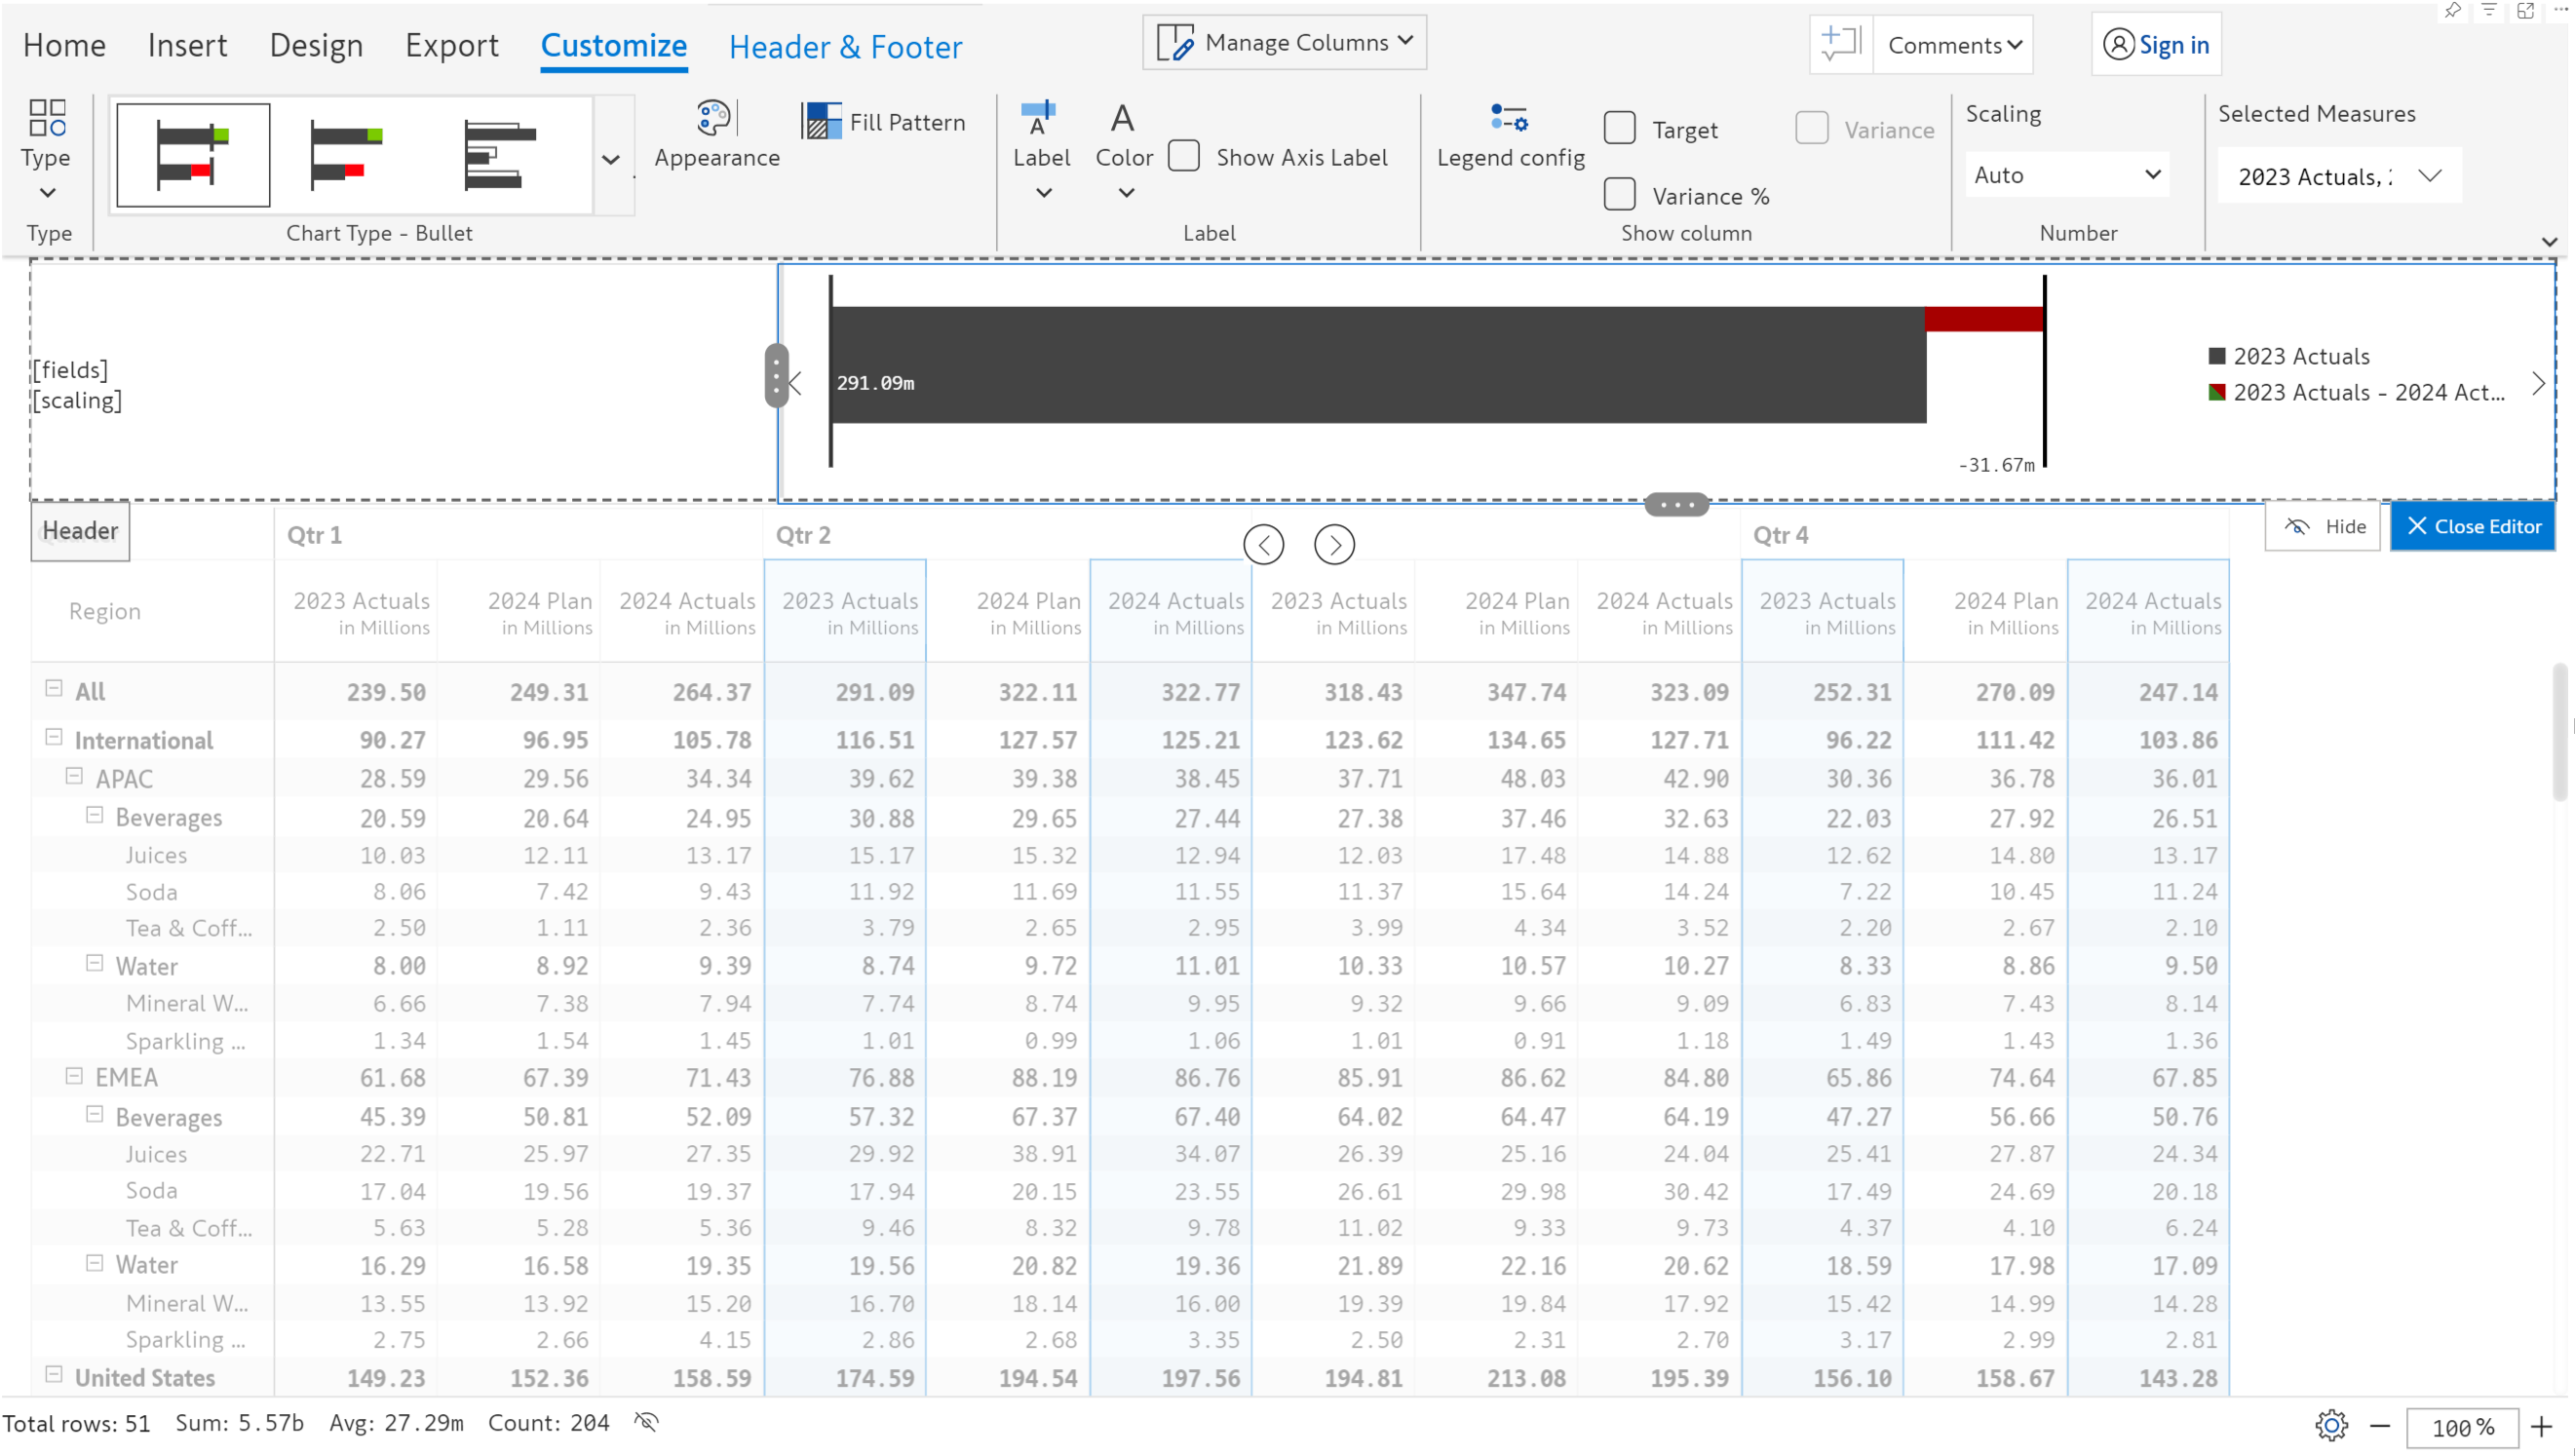 Home Insert Design Export Customize Header & Footer Manage Columns Comments Sign in
Type
Type
Chart Type - Bullet
Appearance
Fill Pattern
Label
Color
Show Axis Label
Label
Legend config
Target
Variance
Variance %
Show column
Scaling
Auto
Number
Selected Measures
2023 Actuals,
[fields]
[scaling]
291.09m
-31.67m
2023 Actuals
2023 Actuals - 2024 Act...
Header
Hide
Close Editor
Qtr 1 Qtr 2 Qtr 4
Region 2023 Actuals 2024 Plan 2024 Actuals 2023 Actuals 2024 Plan 2024 Actuals 2023 Actuals 2024 Plan 2024 Actuals 2023 Actuals 2024 Plan 2024 Actuals
in Millions in Millions in Millions in Millions in Millions in Millions in Millions in Millions in Millions in Millions in Millions in Millions
All 239.50 249.31 264.37 291.09 322.11 322.77 318.43 347.74 323.09 252.31 270.09 247.14
International 90.27 96.95 105.78 116.51 127.57 125.21 123.62 134.65 127.71 96.22 111.42 103.86
APAC 28.59 29.56 34.34 39.62 39.38 38.45 37.71 48.03 42.90 30.36 36.78 36.01
Beverages 20.59 20.64 24.95 30.88 29.65 27.44 27.38 37.46 32.63 22.03 27.92 26.51
Juices 10.03 12.11 13.17 15.17 15.32 12.94 12.03 17.48 14.88 12.62 14.80 13.17
Soda 8.06 7.42 9.43 11.92 11.69 11.55 11.37 15.64 14.24 7.22 10.45 11.24
Tea & Coff... 2.50 1.11 2.36 3.79 2.65 2.95 3.99 4.34 3.52 2.20 2.67 2.10
Water 8.00 8.92 9.39 8.74 9.72 11.01 10.33 10.57 10.27 8.33 8.86 9.50
Mineral W... 6.66 7.38 7.94 7.74 8.74 9.95 9.32 9.66 9.09 6.83 7.43 8.14
Sparkling ... 1.34 1.54 1.45 1.01 0.99 1.06 1.01 0.91 1.18 1.49 1.43 1.36
EMEA 61.68 67.39 71.43 76.88 88.19 86.76 85.91 86.62 84.80 65.86 74.64 67.85
Beverages 45.39 50.81 52.09 57.32 67.37 67.40 64.02 64.47 64.19 47.27 56.66 50.76
Juices 22.71 25.97 27.35 29.92 38.91 34.07 26.39 25.16 24.04 25.41 27.87 24.34
Soda 17.04 19.56 19.37 17.94 20.15 23.55 26.61 29.98 30.42 17.49 24.69 20.18
Tea & Coff... 5.63 5.28 5.36 9.46 8.32 9.78 11.02 9.33 9.73 4.37 4.10 6.24
Water 16.29 16.58 19.35 19.56 20.82 19.36 21.89 22.16 20.62 18.59 17.98 17.09
Mineral W... 13.55 13.92 15.20 16.70 18.14 16.00 19.39 19.84 17.92 15.42 14.99 14.28
Sparkling ... 2.75 2.66 4.15 2.86 2.68 3.35 2.50 2.31 2.70 3.17 2.99 2.81
United States 149.23 152.36 158.59 174.59 194.54 197.56 194.81 213.08 195.39 156.10 158.67 143.28
Total rows: 51 Sum: 5.57b Avg: 27.29m Count: 204 100 %